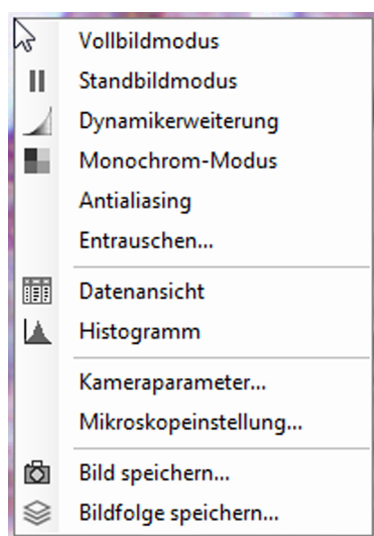 Vollbildmodus
Standbildmodus
Dynamikerweiterung
Monochrom-Modus
Antialiasing
Entrauschen...
Datenansicht
Histogramm
Kameraparameter...
Mikroskopeinstellung...
Bild speichern...
Bildfolge speichern...